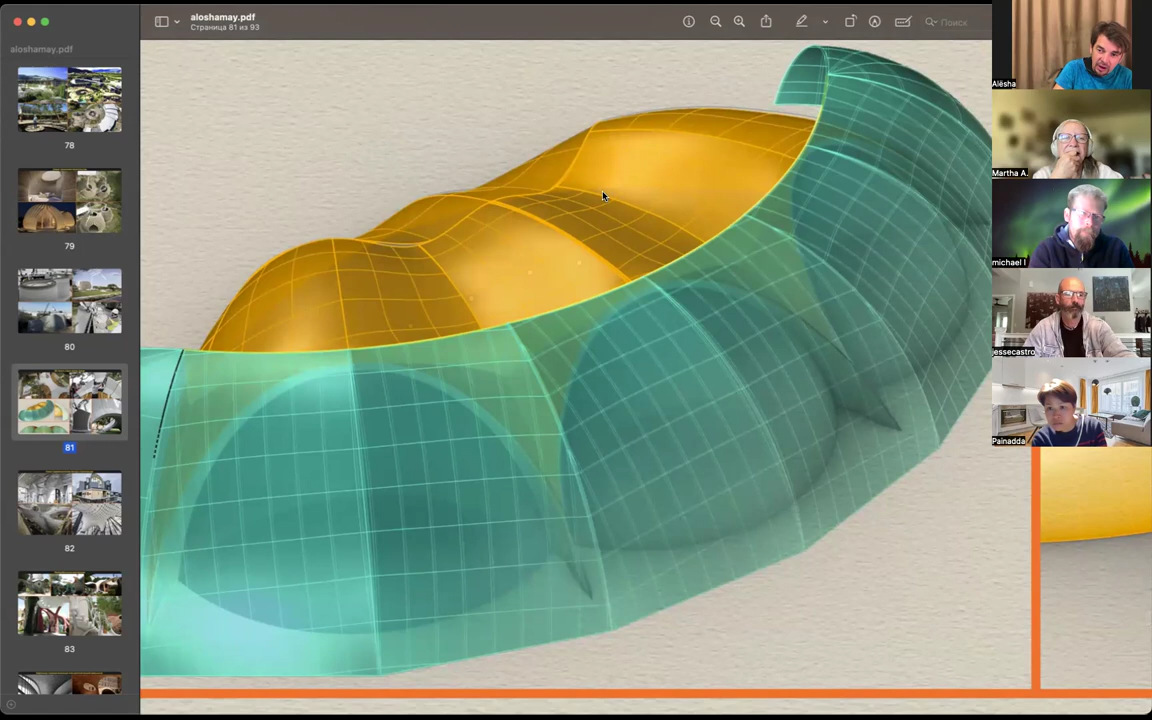 aloshamay.pdf
Страница 81 из 93
Поиск
aloshamay.pdf
78
79
80
81
82
83
Alësha
Martha A.
michael l
jessecastro
Painadda